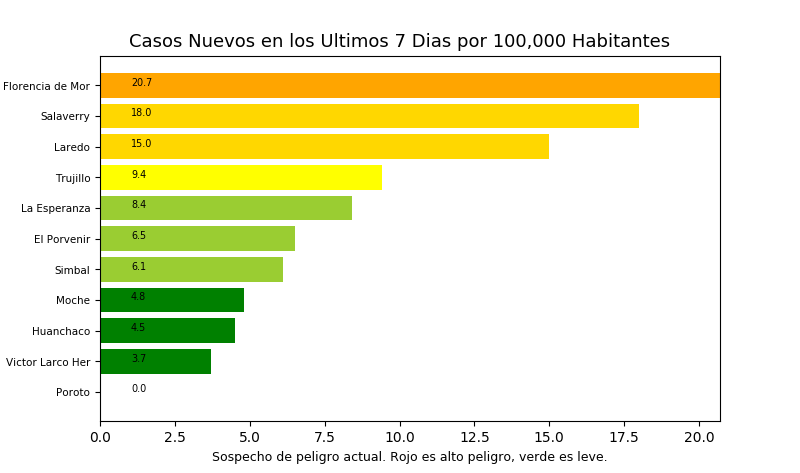 Casos Nuevos en los Ultimos 7 Dias por 100,000 Habitantes
Florencia de Mor 20.7
Salaverry 18.0
Laredo 15.0
Trujillo 9.4
La Esperanza 8.4
El Porvenir 6.5
Simbal 6.1
Moche 4.8
Huanchaco 4.5
Victor Larco Her 3.7
Poroto 0.0
0.0 2.5 5.0 7.5 10.0 12.5 15.0 17.5 20.0
Sospecho de peligro actual. Rojo es alto peligro, verde es leve.